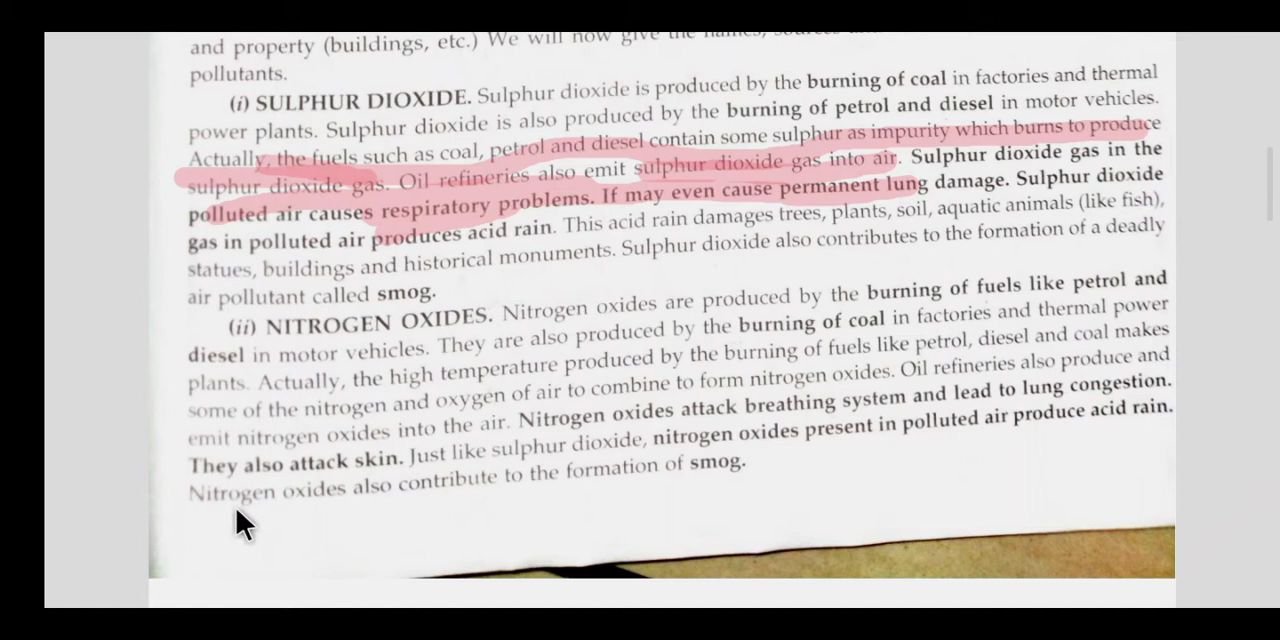 and property (buildings, etc.) We will now give the names, sources
pollutants.
(i) SULPHUR DIOXIDE. Sulphur dioxide is produced by the burning of coal in factories and thermal
power plants. Sulphur dioxide is also produced by the burning of petrol and diesel in motor vehicles.
Actually, the fuels such as coal, petrol and diesel contain some sulphur as impurity which burns to produce
sulphur dioxide gas. Oil refineries also emit sulphur dioxide gas into air. Sulphur dioxide gas in the
polluted air causes respiratory problems. If may even cause permanent lung damage. Sulphur dioxide
gas in polluted air produces acid rain. This acid rain damages trees, plants, soil, aquatic animals (like fish),
statues, buildings and historical monuments. Sulphur dioxide also contributes to the formation of a deadly
air pollutant called smog.
(ii) NITROGEN OXIDES. Nitrogen oxides are produced by the burning of fuels like petrol and
diesel in motor vehicles. They are also produced by the burning of coal in factories and thermal power
plants. Actually, the high temperature produced by the burning of fuels like petrol, diesel and coal makes
some of the nitrogen and oxygen of air to combine to form nitrogen oxides. Oil refineries also produce and
emit nitrogen oxides into the air. Nitrogen oxides attack breathing system and lead to lung congestion.
They also attack skin. Just like sulphur dioxide, nitrogen oxides present in polluted air produce acid rain.
Nitrogen oxides also contribute to the formation of smog.